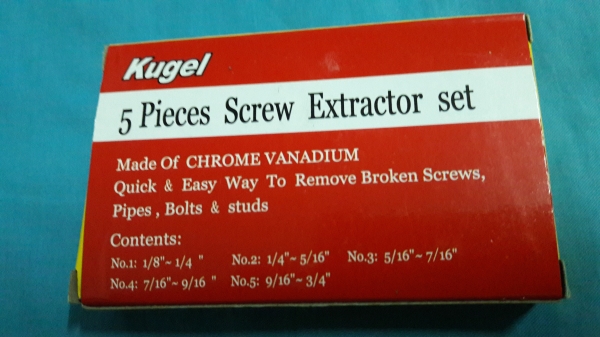 Kugel
5 Pieces Screw Extractor set
Made Of CHROME VANADIUM
Quick & Easy Way To Remove Broken Screws,
Pipes , Bolts & studs
Contents:
No.1: 1/8"~ 1/4 " No.2: 1/4"~ 5/16" No.3: 5/16"~ 7/16"
No.4: 7/16"~ 9/16 " No.5: 9/16"~ 3/4"